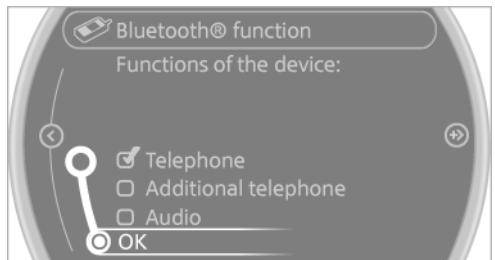 Bluetooth® function
Functions of the device:
Telephone
Additional telephone
Audio
OK